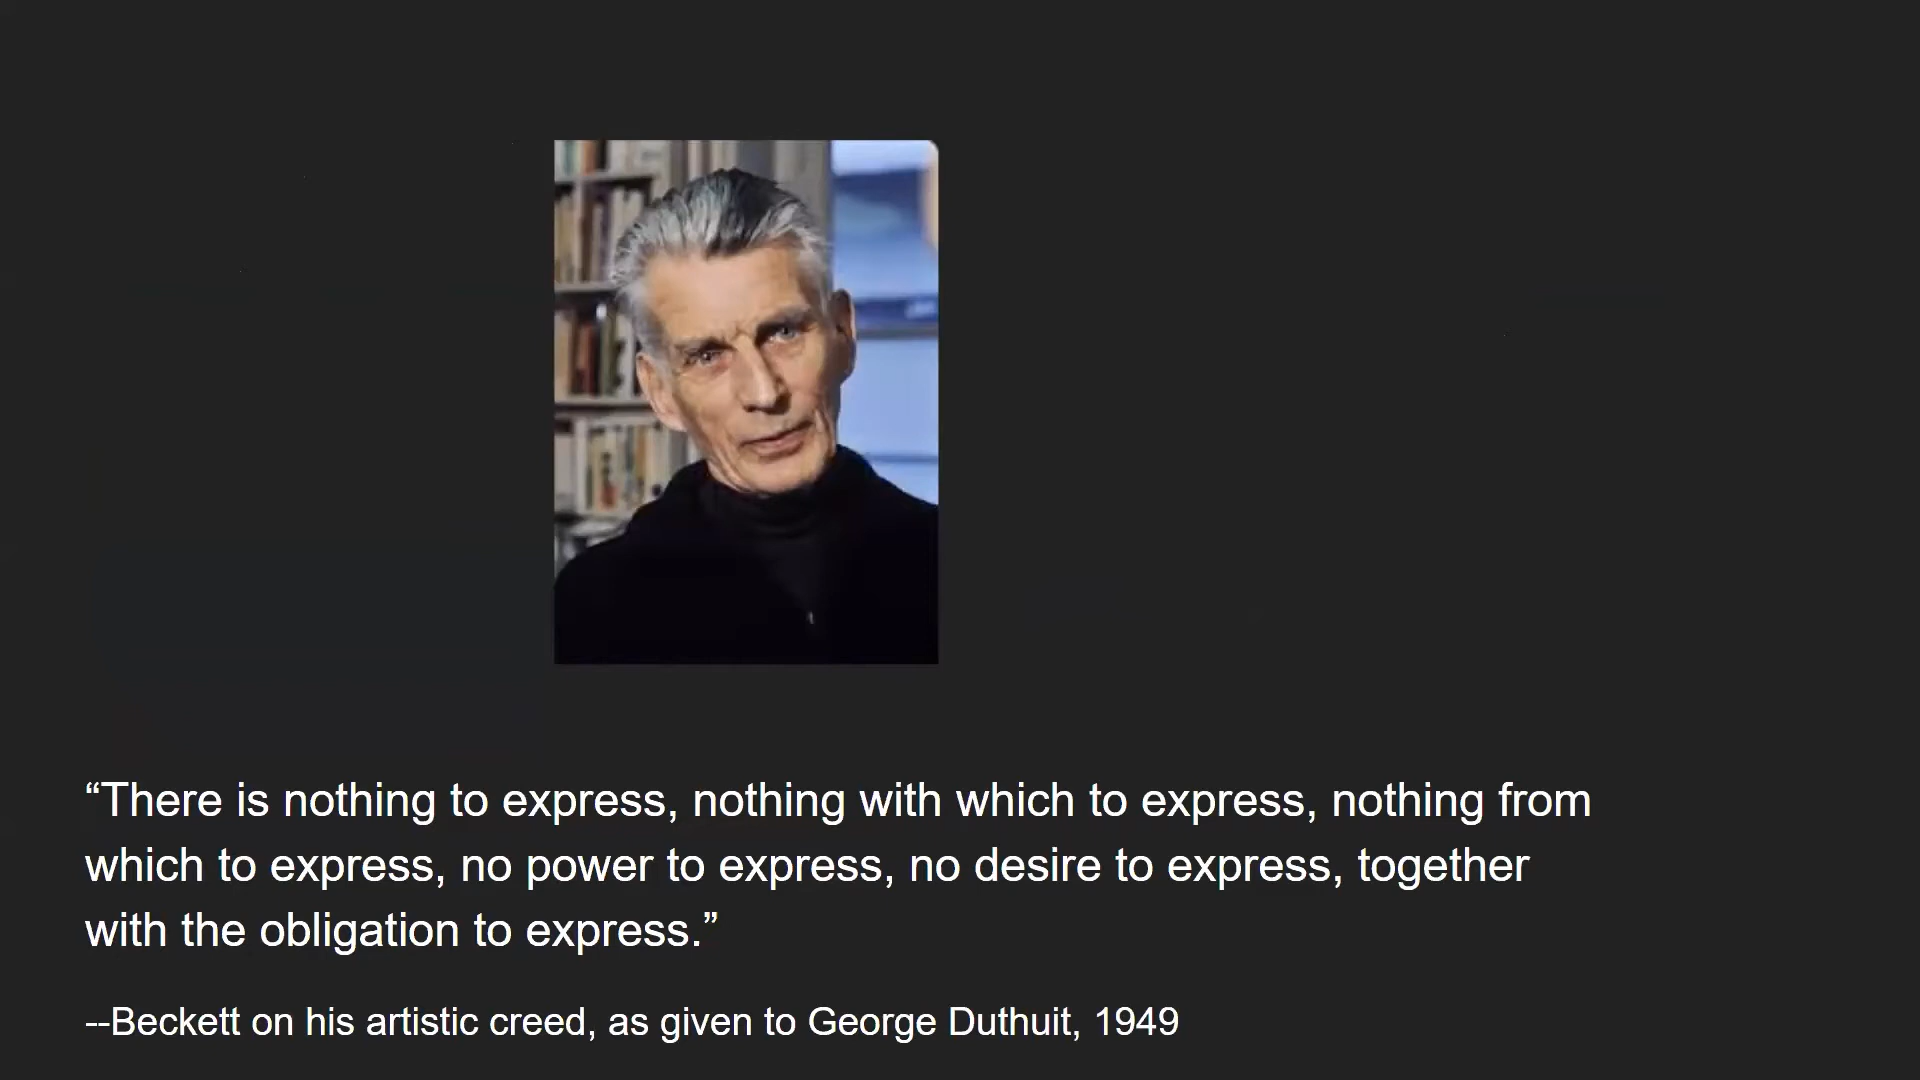 “There is nothing to express, nothing with which to express, nothing from
which to express, no power to express, no desire to express, together
with the obligation to express.”
--Beckett on his artistic creed, as given to George Duthuit, 1949